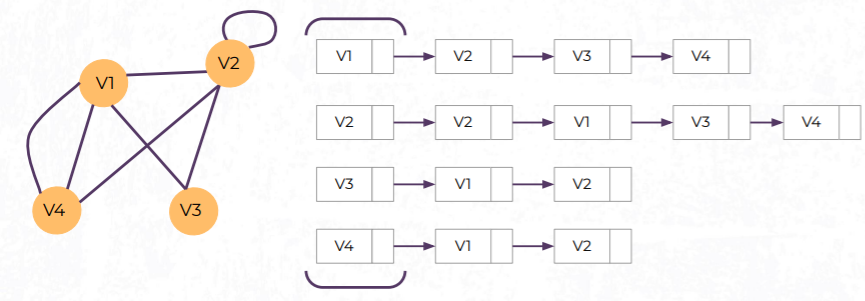 V1
V2
V4
V3
V1 V2 V3 V4
V2 V2 V1 V3 V4
V3 V1 V2
V4 V1 V2